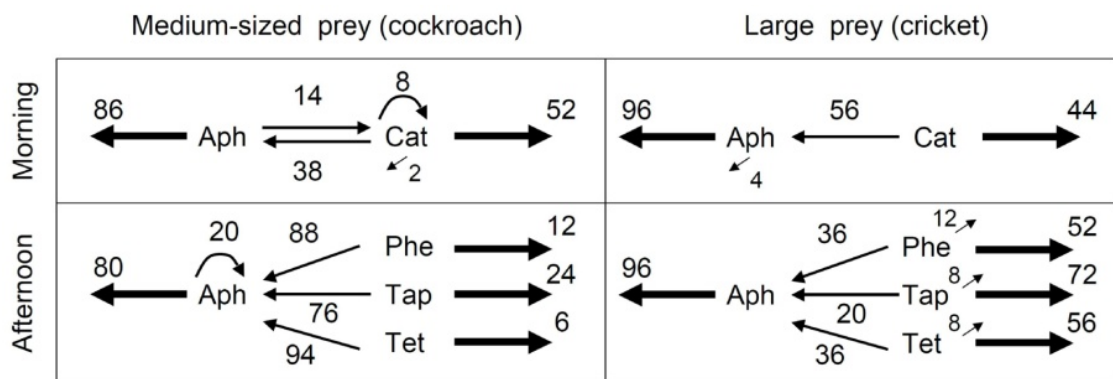 Medium-sized prey (cockroach) Large prey (cricket)
Morning
86 Aph 14 38 8 Cat 2 52
96 Aph 4 56 Cat 44
Afternoon
80 20 Aph 88 Phe 12
76 Tap 24
94 Tet 6
96 Aph 36 Phe 12 52
20 Tap 8 72
36 Tet 8 56